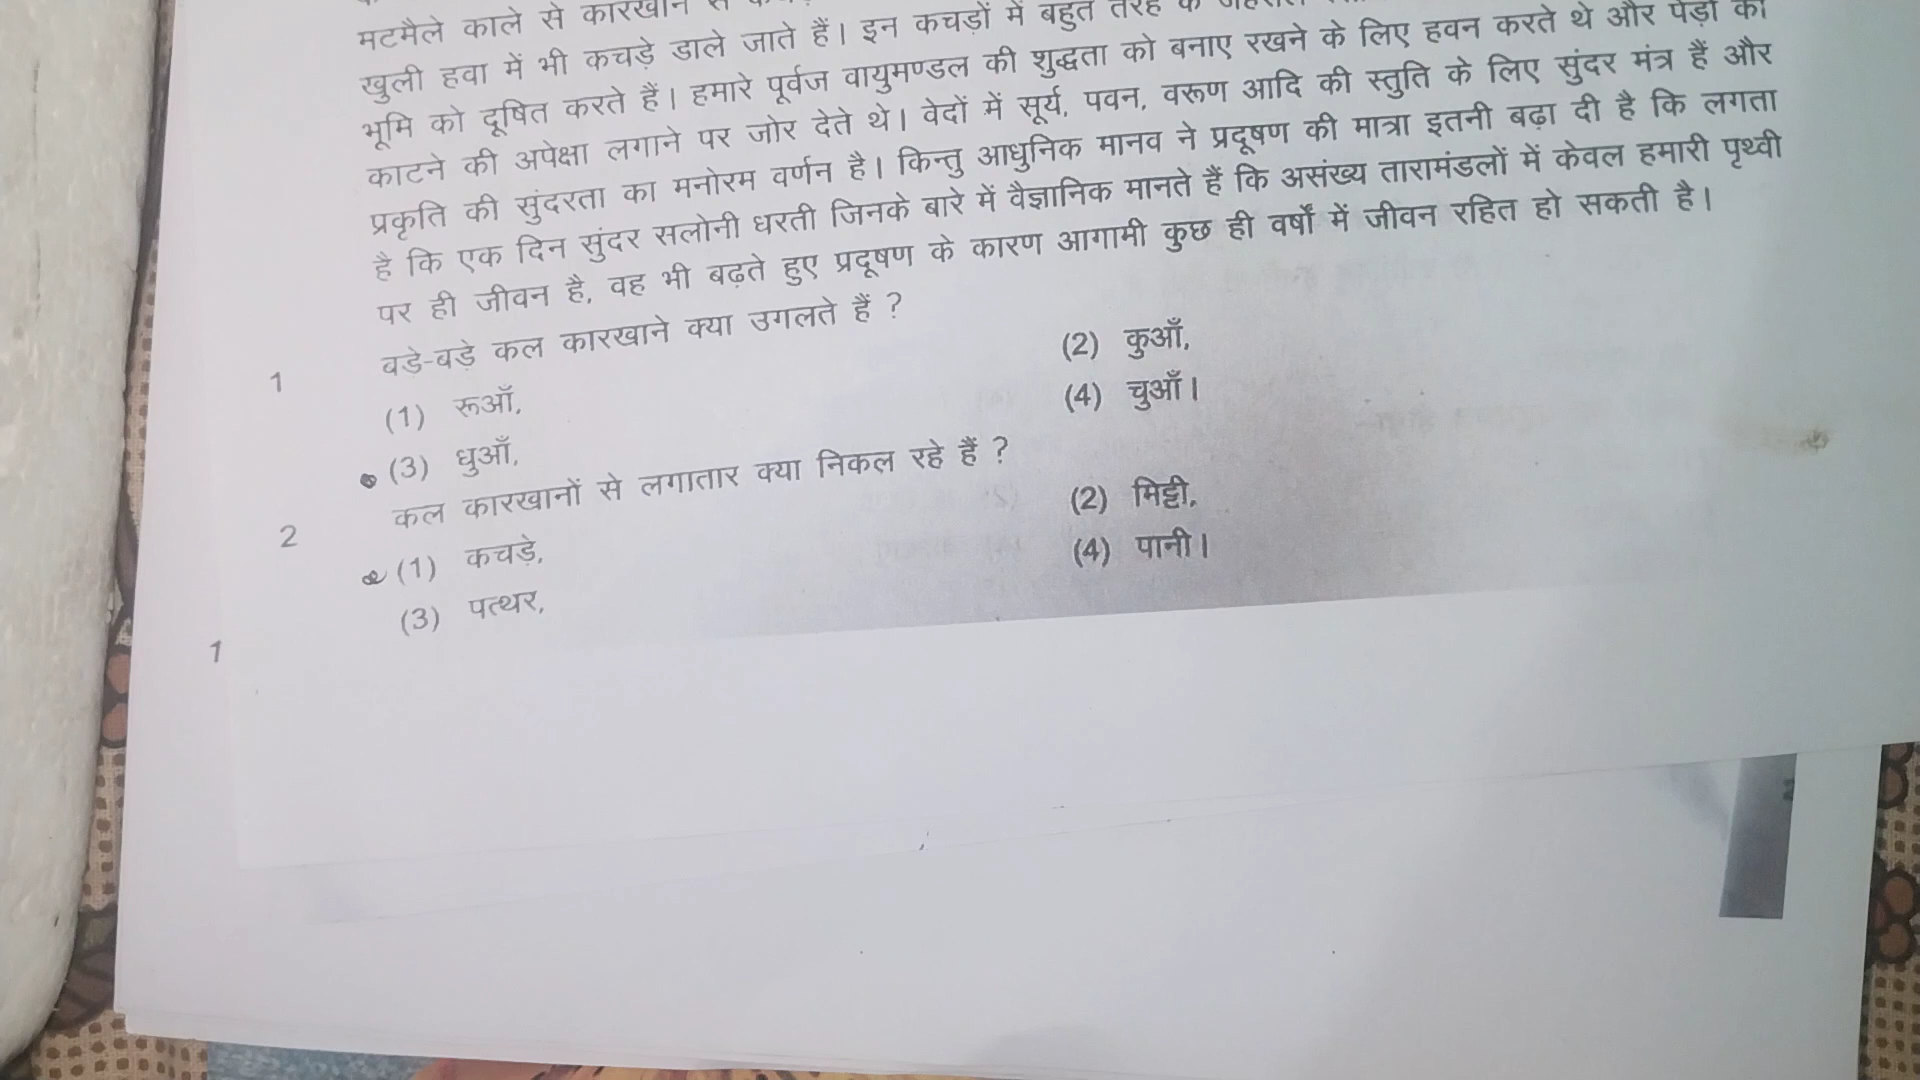 मटमैले काले से कारखाने से
खुली हवा में भी कचड़े डाले जाते हैं। इन कचड़ों में बहुत तरह के
भूमि को दूषित करते हैं। हमारे पूर्वज वायुमण्डल की शुद्धता को बनाए रखने के लिए हवन करते थे और पेड़ों को
काटने की अपेक्षा लगाने पर जोर देते थे। वेदों में सूर्य, पवन, वरूण आदि की स्तुति के लिए सुंदर मंत्र हैं और
प्रकृति की सुंदरता का मनोरम वर्णन है। किन्तु आधुनिक मानव ने प्रदूषण की मात्रा इतनी बढ़ा दी है कि लगता
है कि एक दिन सुंदर सलोनी धरती जिनके बारे में वैज्ञानिक मानते हैं कि असंख्य तारामंडलों में केवल हमारी पृथ्वी
पर ही जीवन है, वह भी बढ़ते हुए प्रदूषण के कारण आगामी कुछ ही वर्षों में जीवन रहित हो सकती है।
1 बड़े-बड़े कल कारखाने क्या उगलते हैं ?
(1) रूआँ, (2) कुआँ,
(3) धुआँ, (4) चुआँ।
2 कल कारखानों से लगातार क्या निकल रहे हैं ?
(1) कचड़े, (2) मिट्टी,
(3) पत्थर, (4) पानी।
1